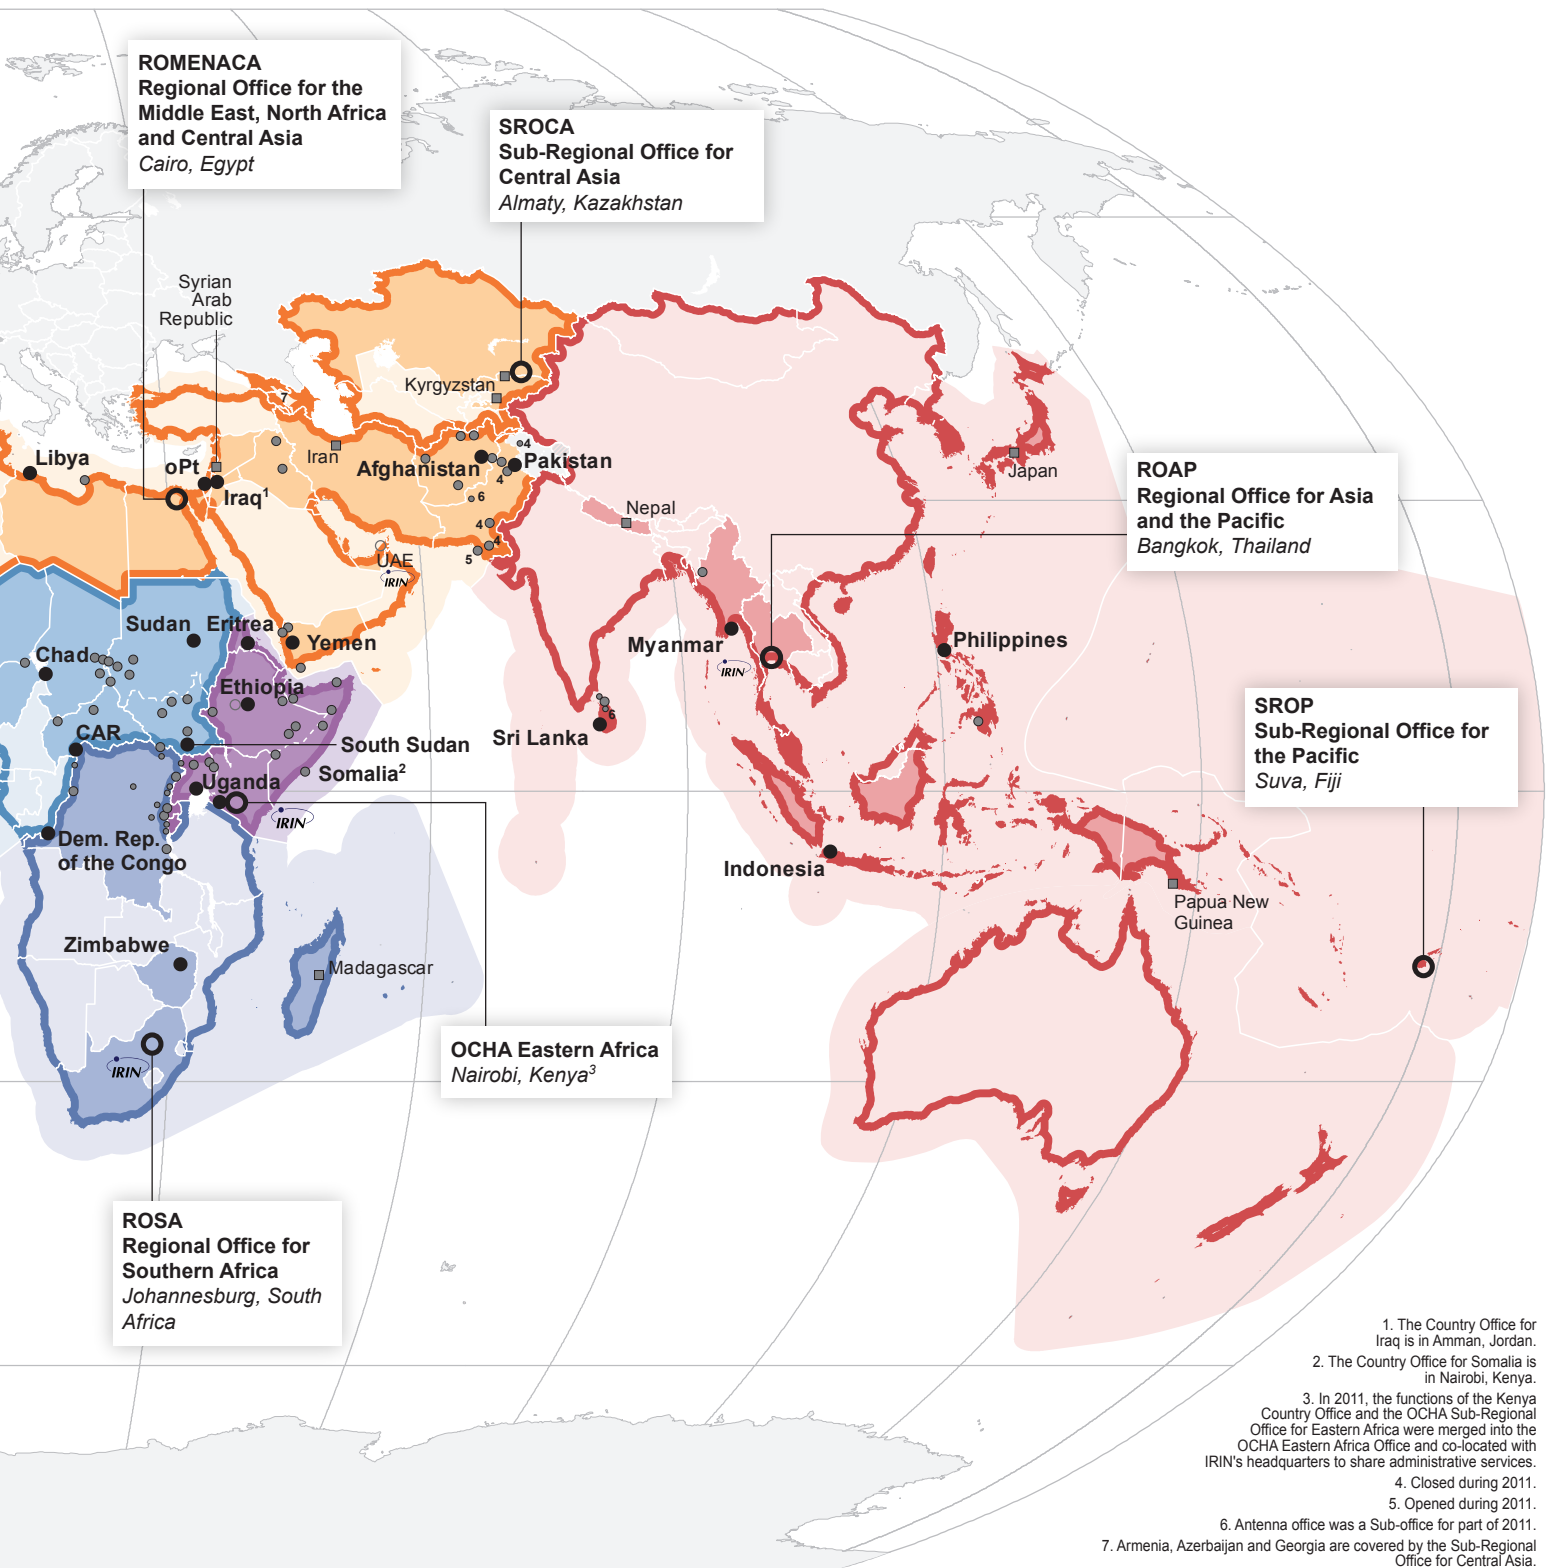 ROMENACA
Regional Office for the
Middle East, North Africa
and Central Asia
Cairo, Egypt
SROCA
Sub-Regional Office for
Central Asia
Almaty, Kazakhstan
Syrian
Arab
Republic
Kyrgyzstan
7
Libya
oPt
Iraq1
Iran
Afghanistan
4
Pakistan
4
6
4
4
5
UAE
IRIN
Nepal
Japan
ROAP
Regional Office for Asia
and the Pacific
Bangkok, Thailand
Sudan
Eritrea
Yemen
Chad
Ethiopia
CAR
South Sudan
Somalia2
Uganda
IRIN
Dem. Rep.
of the Congo
Myanmar
IRIN
Philippines
6
Sri Lanka
SROP
Sub-Regional Office for
the Pacific
Suva, Fiji
Indonesia
Papua New
Guinea
Zimbabwe
Madagascar
IRIN
OCHA Eastern Africa
Nairobi, Kenya3
ROSA
Regional Office for
Southern Africa
Johannesburg, South
Africa
1. The Country Office for
Iraq is in Amman, Jordan.
2. The Country Office for Somalia is
in Nairobi, Kenya.
3. In 2011, the functions of the Kenya
Country Office and the OCHA Sub-Regional
Office for Eastern Africa were merged into the
OCHA Eastern Africa Office and co-located with
IRIN's headquarters to share administrative services.
4. Closed during 2011.
5. Opened during 2011.
6. Antenna office was a Sub-office for part of 2011.
7. Armenia, Azerbaijan and Georgia are covered by the Sub-Regional
Office for Central Asia.